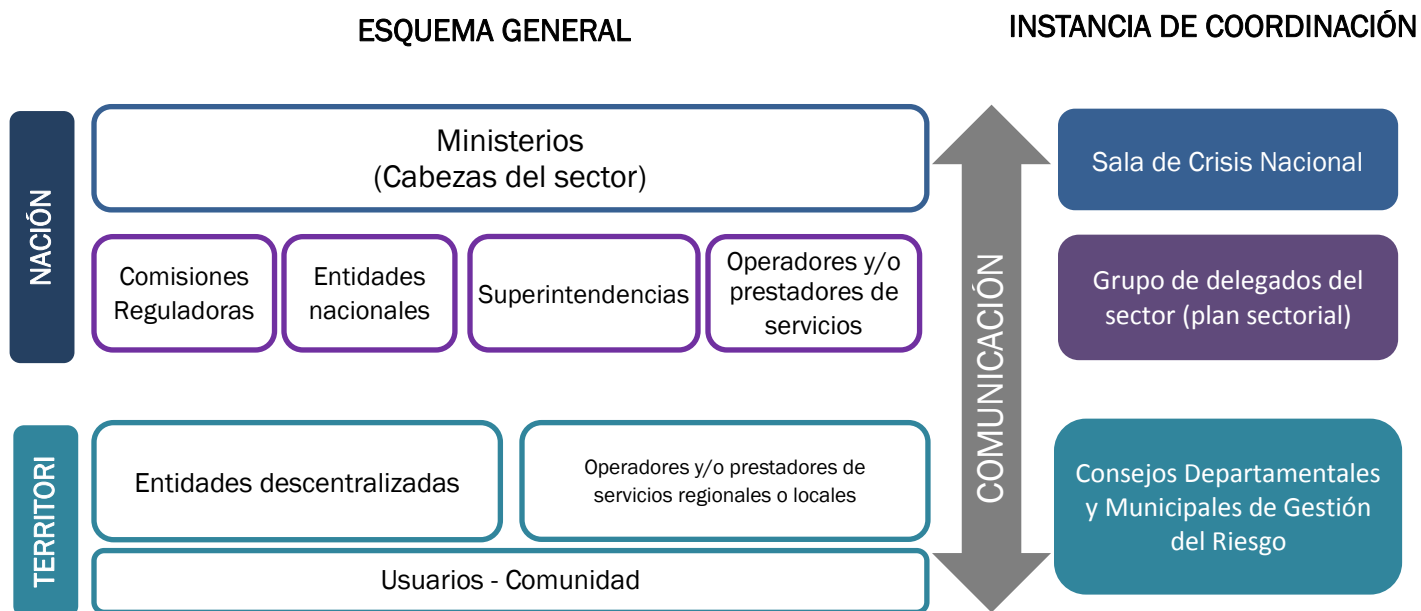 ESQUEMA GENERAL
INSTANCIA DE COORDINACIÓN
NACIÓN
Ministerios
(Cabezas del sector)
Comisiones
Reguladoras
Entidades
nacionales
Superintendencias
Operadores y/o
prestadores de
servicios
COMUNICACIÓN
Sala de Crisis Nacional
Grupo de delegados del
sector (plan sectorial)
TERRITORI
Entidades descentralizadas
Operadores y/o prestadores de
servicios regionales o locales
Usuarios - Comunidad
Consejos Departamentales
y Municipales de Gestión
del Riesgo